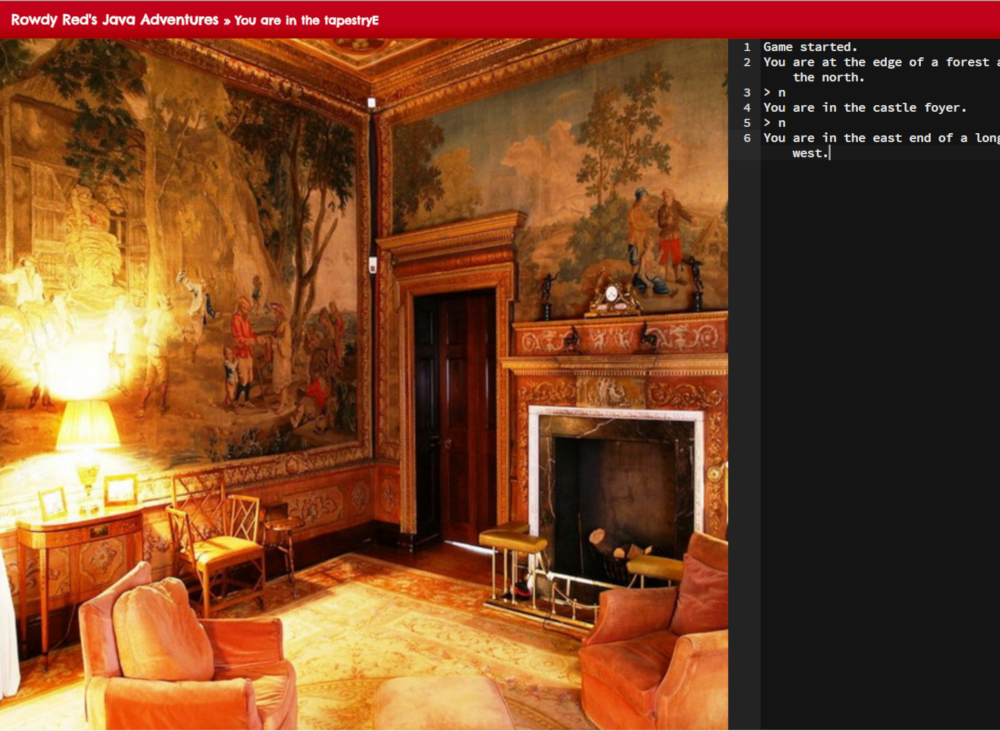 Rowdy Red's Java Adventures » You are in the tapestryE
1 Game started.
2 You are at the edge of a forest a
the north.
3 > n
4 You are in the castle foyer.
5 > n
6 You are in the east end of a long
west.